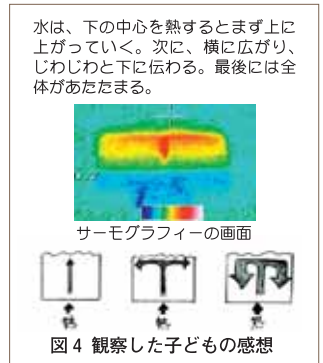 水は、下の中心を熱するとまず上に
上がっていく。次に、横に広がり、
じわじわと下に伝わる。最後には全
体があたたまる。
サーモグラフィーの画面
熱 熱 熱
図4 観察した子どもの感想